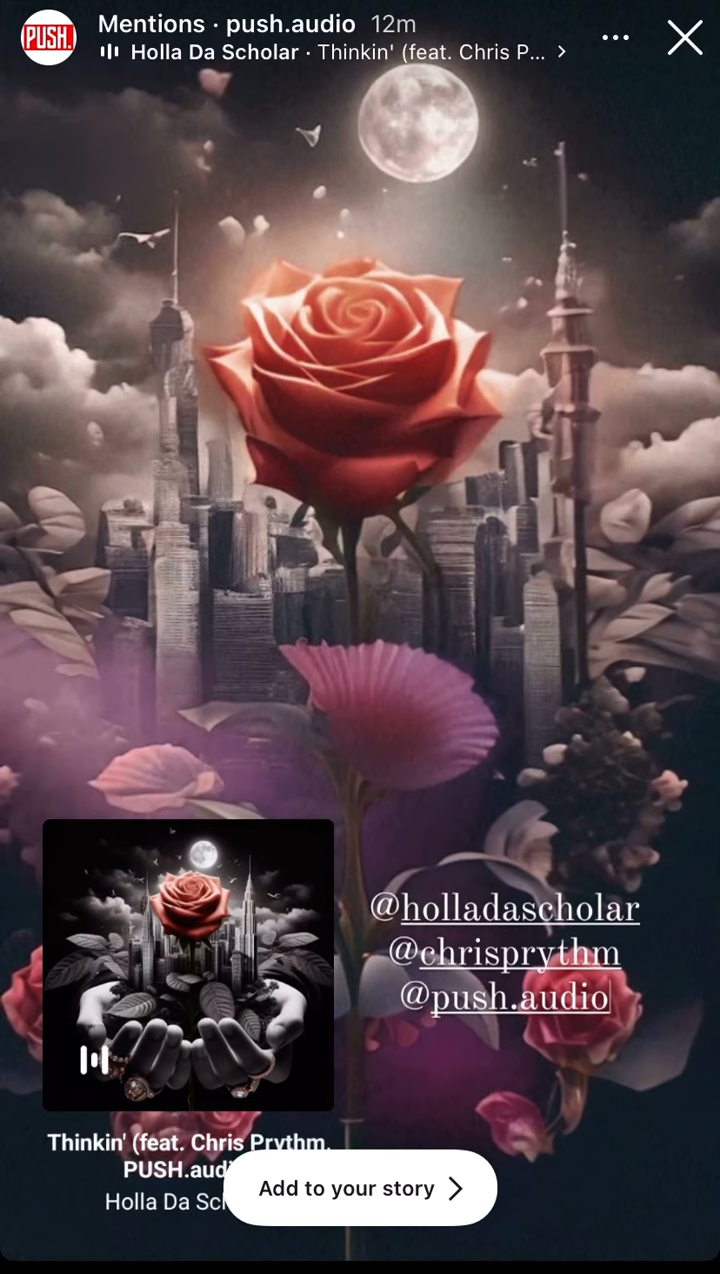 PUSH.
Mentions · push.audio 12m
Holla Da Scholar · Thinkin' (feat. Chris P...
@holladascholar
@chrisprythm
@push.audio
Thinkin' (feat. Chris Prythm,
PUSH.audi
Holla Da Scl
Add to your story